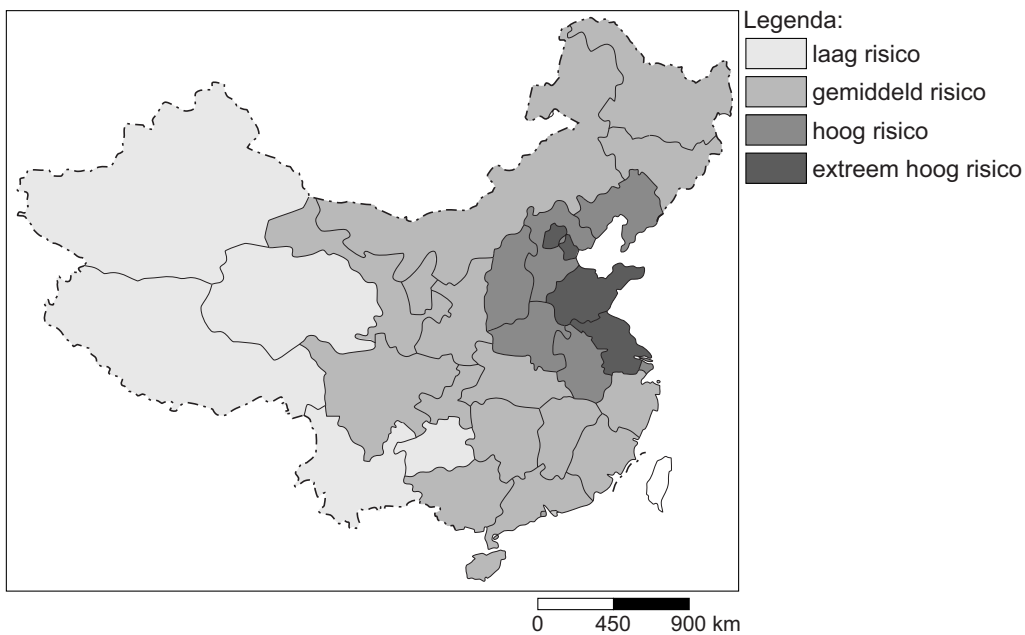 Legenda:
laag risico
gemiddeld risico
hoog risico
extreem hoog risico
0 450 900 km